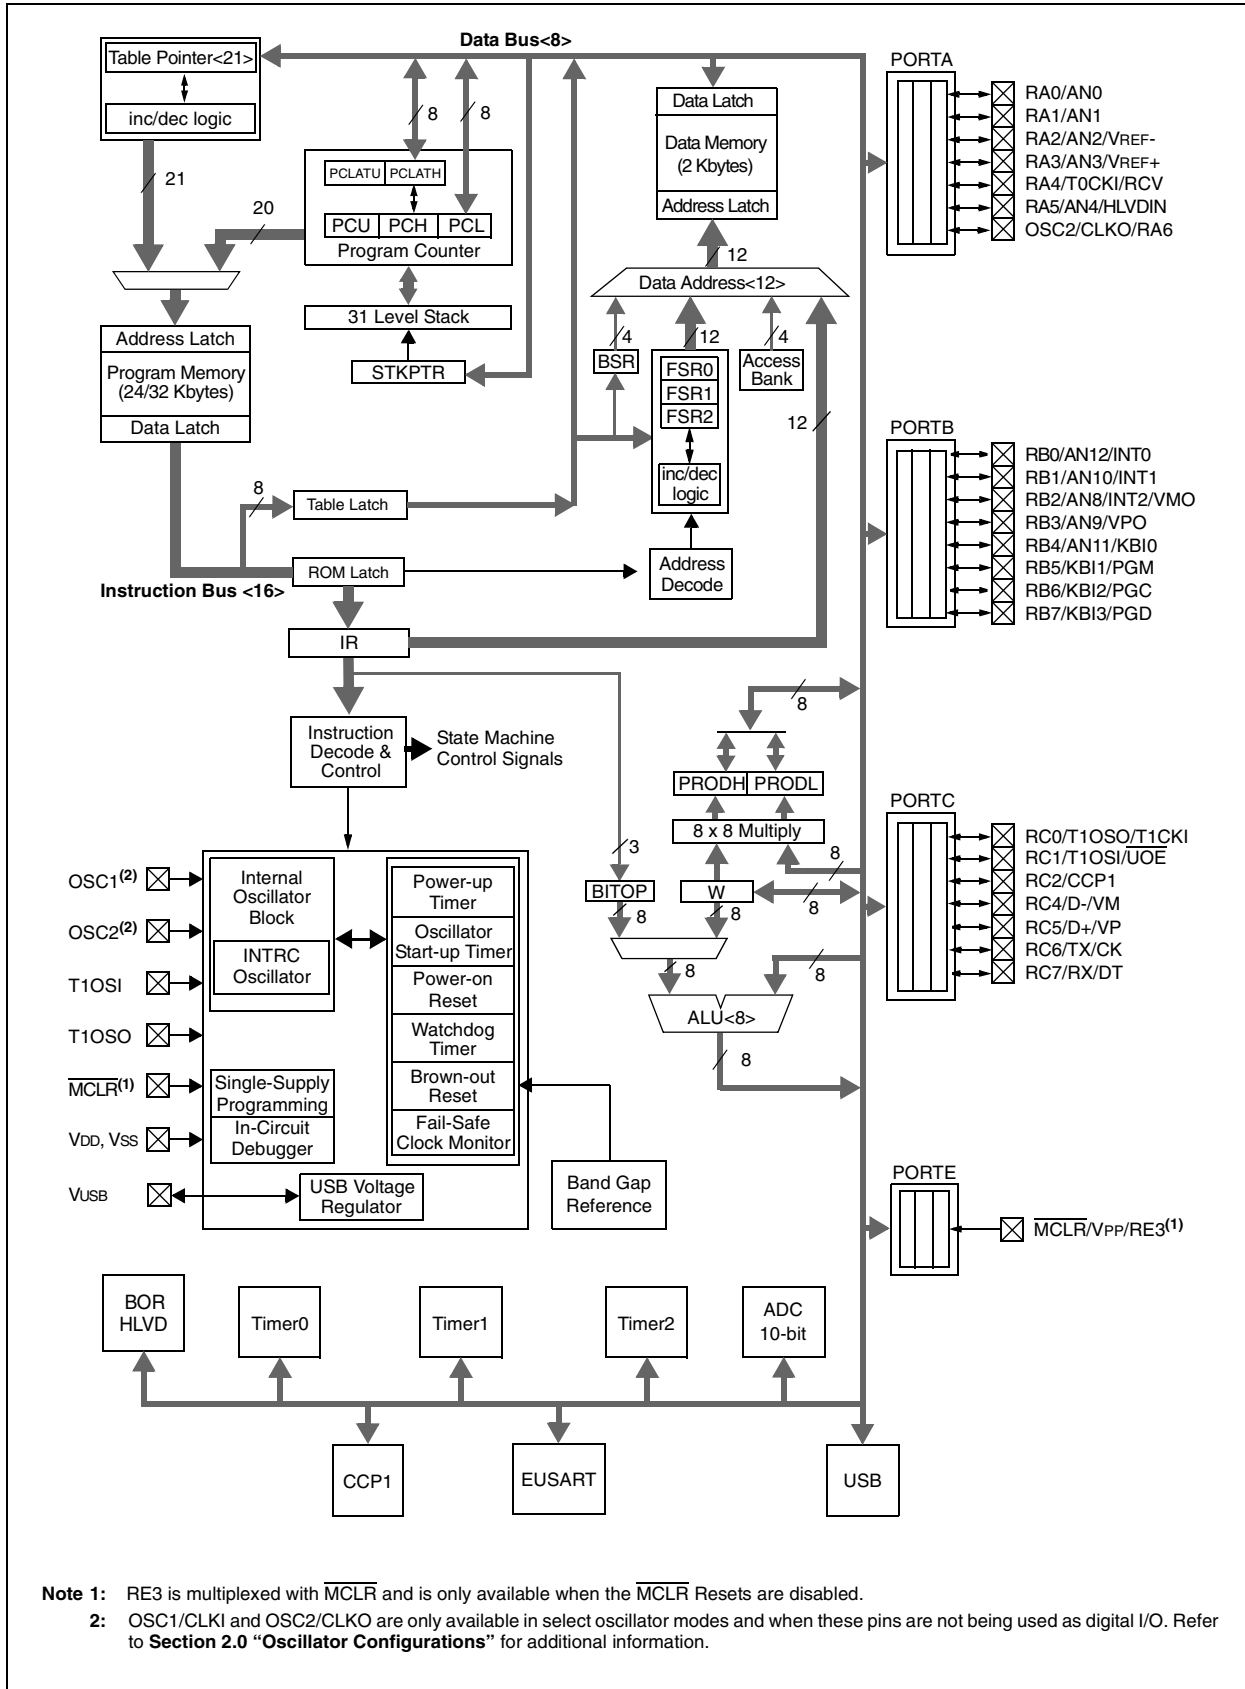 Data Bus<8>
Table Pointer<21>
inc/dec logic
21
20
8
8
PCLATU PCLATH
PCU PCH PCL
Program Counter
31 Level Stack
STKPTR
Data Latch
Data Memory
(2 Kbytes)
Address Latch
12
Data Address<12>
4
12
4
BSR
FSR0
FSR1
FSR2
inc/dec
logic
Access
Bank
12
Address
Decode
Address Latch
Program Memory
(24/32 Kbytes)
Data Latch
8
Table Latch
ROM Latch
Instruction Bus <16>
IR
Instruction
Decode &
Control
State Machine
Control Signals
8
PRODH PRODL
8 x 8 Multiply
3
8
BITOP
W
8
8
8
8
8
ALU<8>
8
OSC1(2)
OSC2(2)
T1OSI
T1OSO
MCLR(1)
VDD, VSS
VUSB
Internal
Oscillator
Block
INTRC
Oscillator
Single-Supply
Programming
In-Circuit
Debugger
USB Voltage
Regulator
Power-up
Timer
Oscillator
Start-up Timer
Power-on
Reset
Watchdog
Timer
Brown-out
Reset
Fail-Safe
Clock Monitor
Band Gap
Reference
PORTA
RA0/AN0
RA1/AN1
RA2/AN2/VREF-
RA3/AN3/VREF+
RA4/T0CKI/RCV
RA5/AN4/HLVDIN
OSC2/CLKO/RA6
PORTB
RB0/AN12/INT0
RB1/AN10/INT1
RB2/AN8/INT2/VMO
RB3/AN9/VPO
RB4/AN11/KBI0
RB5/KBI1/PGM
RB6/KBI2/PGC
RB7/KBI3/PGD
PORTC
RC0/T1OSO/T1CKI
RC1/T1OSI/UOE
RC2/CCP1
RC4/D-/VM
RC5/D+/VP
RC6/TX/CK
RC7/RX/DT
PORTE
MCLR/VPP/RE3(1)
BOR
HLVD
Timer0
Timer1
Timer2
ADC
10-bit
CCP1
EUSART
USB
Note 1: RE3 is multiplexed with MCLR and is only available when the MCLR Resets are disabled.
2: OSC1/CLKI and OSC2/CLKO are only available in select oscillator modes and when these pins are not being used as digital I/O. Refer
to Section 2.0 “Oscillator Configurations” for additional information.